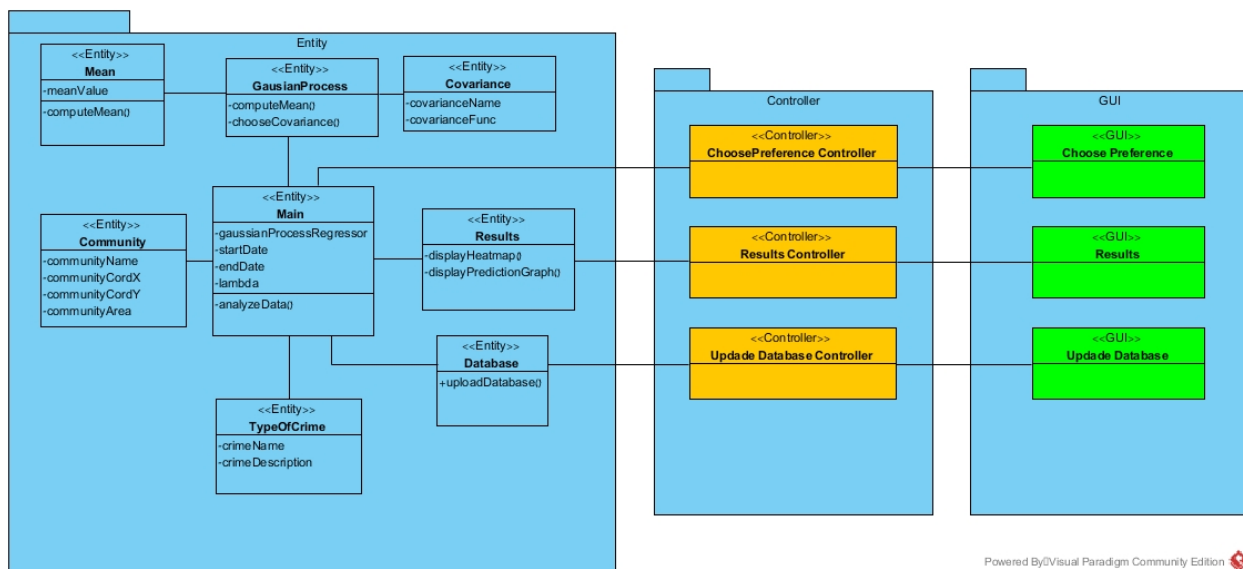 Entity
<<Entity>>
Mean
-meanValue
-computeMean()
<<Entity>>
GausianProcess
-computeMean()
-chooseCovariance()
<<Entity>>
Covariance
-covarianceName
-covarianceFunc
<<Entity>>
Main
-gaussianProcessRegressor
-startDate
-endDate
-lambda
-analyzeData()
<<Entity>>
Community
-communityName
-communityCordX
-communityCordY
-communityArea
<<Entity>>
Results
-displayHeatmap()
-displayPredictionGraph()
<<Entity>>
Database
+uploadDatabase()
<<Entity>>
TypeOfCrime
-crimeName
-crimeDescription
Controller
<<Controller>>
ChoosePreference Controller
<<Controller>>
Results Controller
<<Controller>>
Updade Database Controller
GUI
<<GUI>>
Choose Preference
<<GUI>>
Results
<<GUI>>
Updade Database
Powered By Visual Paradigm Community Edition